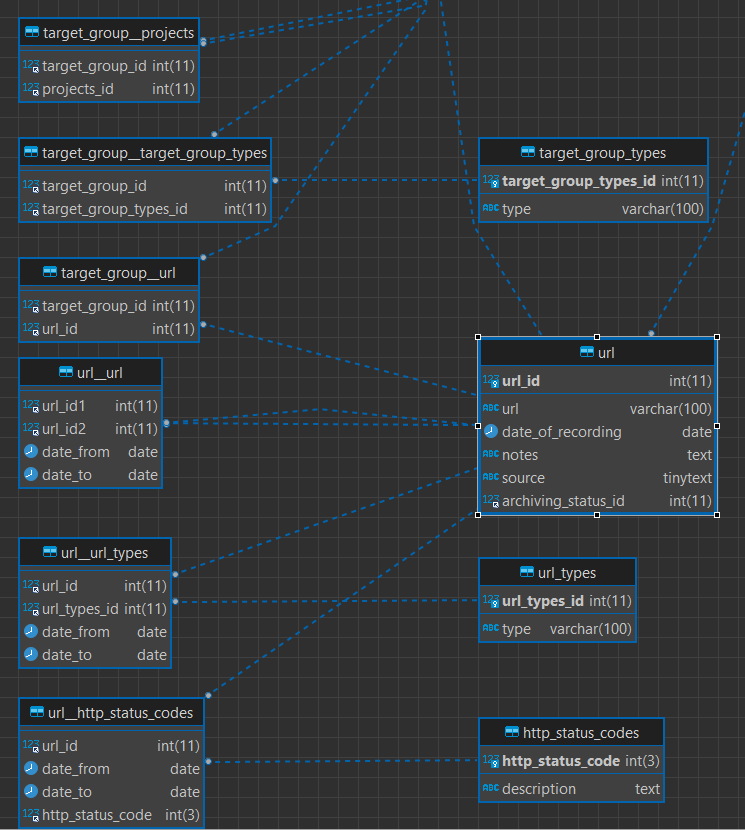 target_group__projects
target_group_id int(11)
projects_id int(11)
target_group__target_group_types
target_group_id int(11)
target_group_types_id int(11)
target_group_types
target_group_types_id int(11)
type varchar(100)
target_group__url
target_group_id int(11)
url_id int(11)
url__url
url_id1 int(11)
url_id2 int(11)
date_from date
date_to date
url
url_id int(11)
url varchar(100)
date_of_recording date
notes text
source tinytext
archiving_status_id int(11)
url__url_types
url_id int(11)
url_types_id int(11)
date_from date
date_to date
url_types
url_types_id int(11)
type varchar(100)
url__http_status_codes
url_id int(11)
date_from date
date_to date
http_status_code int(3)
http_status_codes
http_status_code int(3)
description text